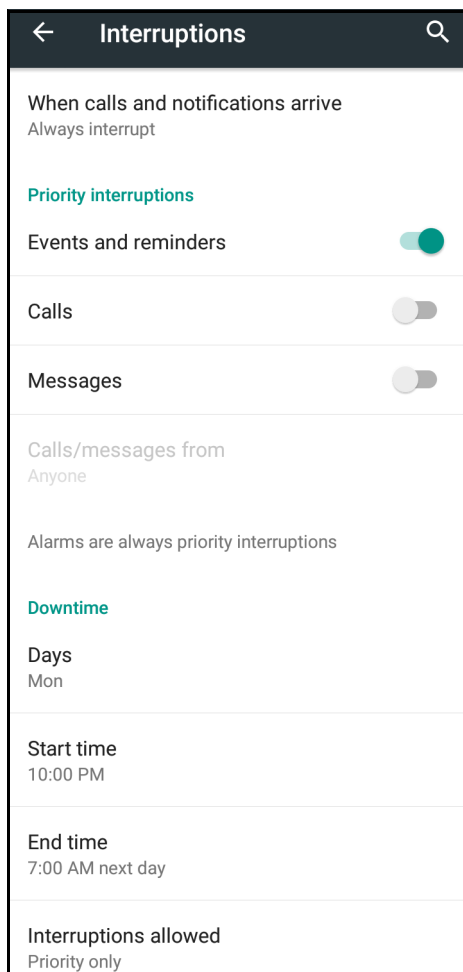 Interruptions
When calls and notifications arrive
Always interrupt
Priority interruptions
Events and reminders
Calls
Messages
Calls/messages from
Anyone
Alarms are always priority interruptions
Downtime
Days
Mon
Start time
10:00 PM
End time
7:00 AM next day
Interruptions allowed
Priority only